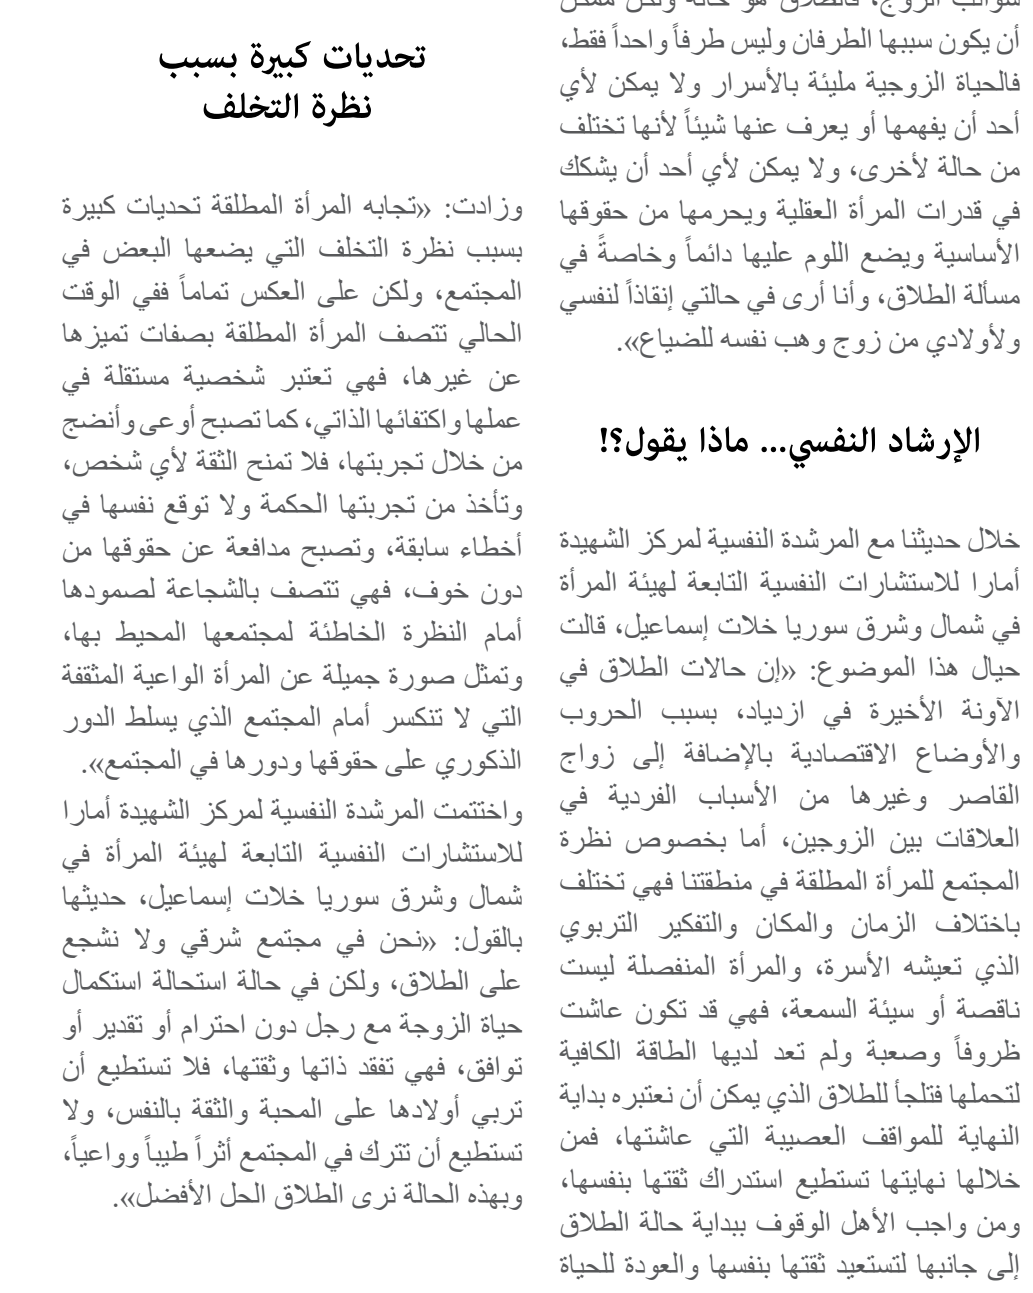 شوائب الزوج، فالطلاق هو حالة ولكن ممكن
أن يكون سببها الطرفان وليس طرفاً واحداً فقط،
فالحياة الزوجية مليئة بالأسرار ولا يمكن لأي
أحد أن يفهمها أو يعرف عنها شيئاً لأنها تختلف
من حالة لأخرى، ولا يمكن لأي أحد أن يشكك
في قدرات المرأة العقلية ويحرمها من حقوقها
الأساسية ويضع اللوم عليها دائماً وخاصةً في
مسألة الطلاق، وأنا أرى في حالتي إنقاذاً لنفسي
ولأولادي من زوج وهب نفسه للضياع».
الإرشاد النفسي... ماذا يقول؟!
خلال حديثنا مع المرشدة النفسية لمركز الشهيدة
أمارا للاستشارات النفسية التابعة لهيئة المرأة
في شمال وشرق سوريا خلات إسماعيل، قالت
حيال هذا الموضوع: «إن حالات الطلاق في
الآونة الأخيرة في ازدياد، بسبب الحروب
والأوضاع الاقتصادية بالإضافة إلى زواج
القاصر وغيرها من الأسباب الفردية في
العلاقات بين الزوجين، أما بخصوص نظرة
المجتمع للمرأة المطلقة في منطقتنا فهي تختلف
باختلاف الزمان والمكان والتفكير التربوي
الذي تعيشه الأسرة، والمرأة المنفصلة ليست
ناقصة أو سيئة السمعة، فهي قد تكون عاشت
ظروفاً وصعبة ولم تعد لديها الطاقة الكافية
لتحملها فتلجأ للطلاق الذي يمكن أن نعتبره بداية
النهاية للمواقف العصيبة التي عاشتها، فمن
خلالها نهايتها تستطيع استدراك ثقتها بنفسها،
ومن واجب الأهل الوقوف ببداية حالة الطلاق
إلى جانبها لتستعيد ثقتها بنفسها والعودة للحياة
تحديات كبيرة بسبب
نظرة التخلف
وزادت: «تجابه المرأة المطلقة تحديات كبيرة
بسبب نظرة التخلف التي يضعها البعض في
المجتمع، ولكن على العكس تماماً ففي الوقت
الحالي تتصف المرأة المطلقة بصفات تميزها
عن غيرها، فهي تعتبر شخصية مستقلة في
عملها واكتفائها الذاتي، كما تصبح أوعى وأنضج
من خلال تجربتها، فلا تمنح الثقة لأي شخص،
وتأخذ من تجربتها الحكمة ولا توقع نفسها في
أخطاء سابقة، وتصبح مدافعة عن حقوقها من
دون خوف، فهي تتصف بالشجاعة لصمودها
أمام النظرة الخاطئة لمجتمعها المحيط بها،
وتمثل صورة جميلة عن المرأة الواعية المثقفة
التي لا تنكسر أمام المجتمع الذي يسلط الدور
الذكوري على حقوقها ودورها في المجتمع».
واختتمت المرشدة النفسية لمركز الشهيدة أمارا
للاستشارات النفسية التابعة لهيئة المرأة في
شمال وشرق سوريا خلات إسماعيل، حديثها
بالقول: «نحن في مجتمع شرقي ولا نشجع
على الطلاق، ولكن في حالة استحالة استكمال
حياة الزوجة مع رجل دون احترام أو تقدير أو
توافق، فهي تفقد ذاتها وثقتها، فلا تستطيع أن
تربي أولادها على المحبة والثقة بالنفس، ولا
تستطيع أن تترك في المجتمع أثراً طيباً وواعياً،
وبهذه الحالة نرى الطلاق الحل الأفضل».